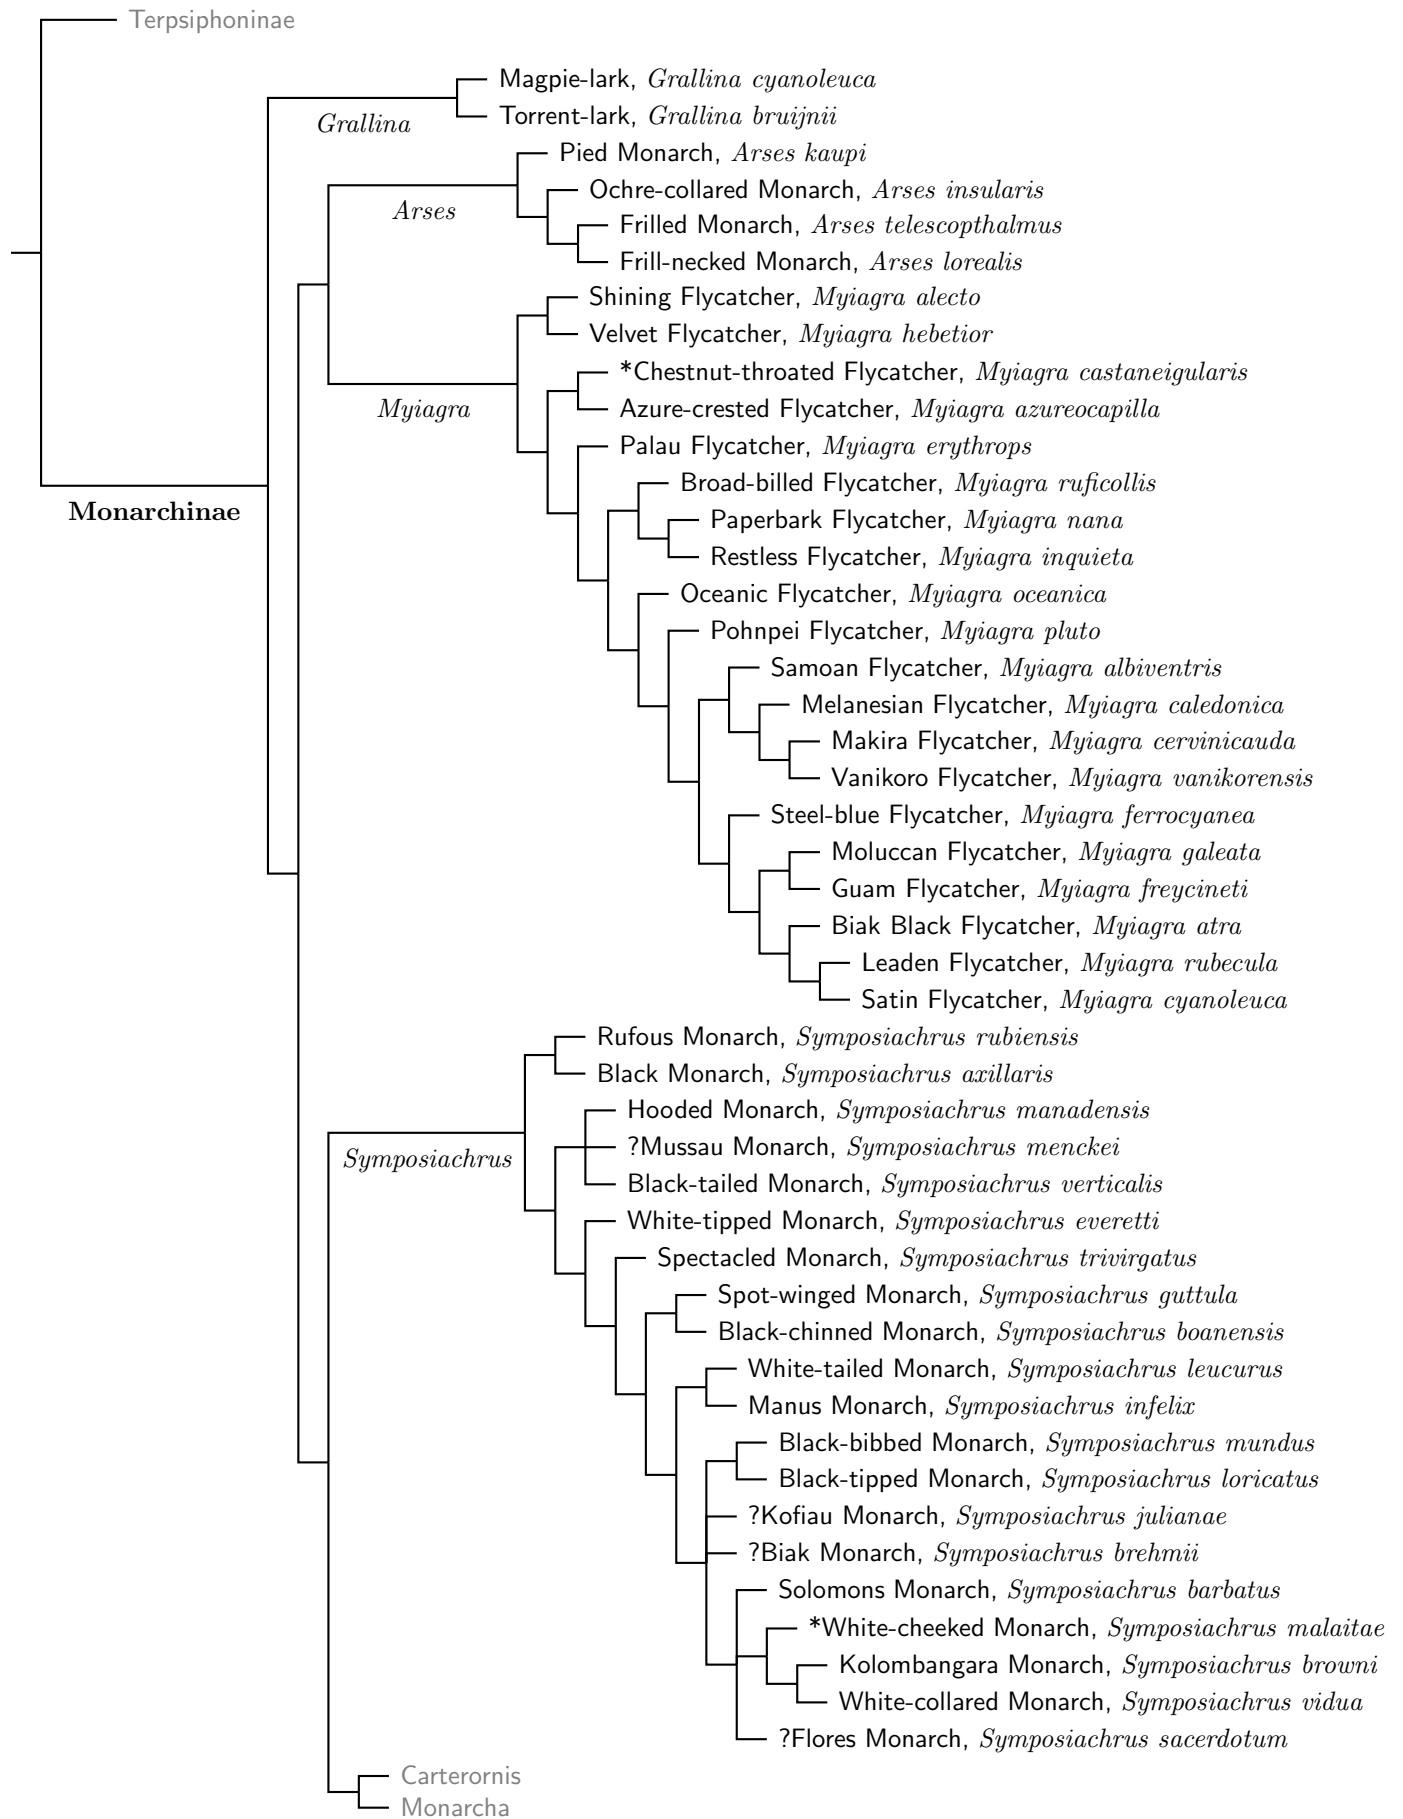 Terpsiphoninae
Magpie-lark, Grallina cyanoleuca
Grallina
Torrent-lark, Grallina bruijnii
Pied Monarch, Arses kaupi
Ochre-collared Monarch, Arses insularis
Arses
Frilled Monarch, Arses telescopthalmus
Frill-necked Monarch, Arses lorealis
Shining Flycatcher, Myiagra alecto
Velvet Flycatcher, Myiagra hebetior
*Chestnut-throated Flycatcher, Myiagra castaneigularis
Myiagra
Azure-crested Flycatcher, Myiagra azureocapilla
Palau Flycatcher, Myiagra erythrops
Broad-billed Flycatcher, Myiagra ruficollis
Monarchinae
Paperbark Flycatcher, Myiagra nana
Restless Flycatcher, Myiagra inquieta
Oceanic Flycatcher, Myiagra oceanica
Pohnpei Flycatcher, Myiagra pluto
Samoan Flycatcher, Myiagra albiventris
Melanesian Flycatcher, Myiagra caledonica
Makira Flycatcher, Myiagra cervinicauda
Vanikoro Flycatcher, Myiagra vanikorensis
Steel-blue Flycatcher, Myiagra ferrocyanea
Moluccan Flycatcher, Myiagra galeata
Guam Flycatcher, Myiagra freycineti
Biak Black Flycatcher, Myiagra atra
Leaden Flycatcher, Myiagra rubecula
Satin Flycatcher, Myiagra cyanoleuca
Rufous Monarch, Symposiachrus rubiensis
Black Monarch, Symposiachrus axillaris
Hooded Monarch, Symposiachrus manadensis
?Mussau Monarch, Symposiachrus menckei
Symposiachrus
Black-tailed Monarch, Symposiachrus verticalis
White-tipped Monarch, Symposiachrus everetti
Spectacled Monarch, Symposiachrus trivirgatus
Spot-winged Monarch, Symposiachrus guttula
Black-chinned Monarch, Symposiachrus boanensis
White-tailed Monarch, Symposiachrus leucurus
Manus Monarch, Symposiachrus infelix
Black-bibbed Monarch, Symposiachrus mundus
Black-tipped Monarch, Symposiachrus loricatus
?Kofiau Monarch, Symposiachrus julianae
?Biak Monarch, Symposiachrus brehmii
Solomons Monarch, Symposiachrus barbatus
*White-cheeked Monarch, Symposiachrus malaitae
Kolombangara Monarch, Symposiachrus browni
White-collared Monarch, Symposiachrus vidua
?Flores Monarch, Symposiachrus sacerdotum
Carterornis
Monarcha